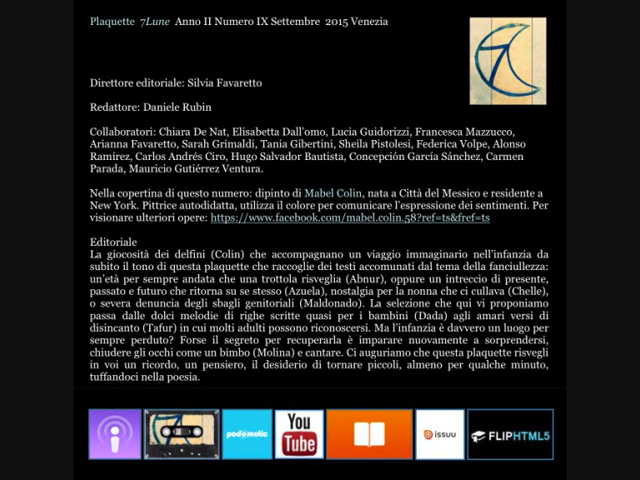 Plaquette 7Lune Anno II Numero IX Settembre 2015 Venezia
Direttore editoriale: Silvia Favaretto
Redattore: Daniele Rubin
Collaboratori: Chiara De Nat, Elisabetta Dall'omo, Lucia Guidorizzi, Francesca Mazzucco,
Arianna Favaretto, Sarah Grimaldi, Tania Gibertini, Sheila Pistolesi, Federica Volpe, Alonso
Ramírez, Carlos Andrés Ciro, Hugo Salvador Bautista, Concepción García Sánchez, Carmen
Parada, Mauricio Gutiérrez Ventura.
Nella copertina di questo numero: dipinto di Mabel Colin, nata a Città del Messico e residente a
New York. Pittrice autodidatta, utilizza il colore per comunicare l'espressione dei sentimenti. Per
visionare ulteriori opere: https://www.facebook.com/mabel.colin.58?ref=ts&fref=ts
Editoriale
La giocosità dei delfini (Colin) che accompagnano un viaggio immaginario nell'infanzia da
subito il tono di questa plaquette che raccoglie dei testi accomunati dal tema della fanciullezza:
un'età per sempre andata che una trottola risveglia (Abnur), oppure un intreccio di presente,
passato e futuro che ritorna su se stesso (Azuela), nostalgia per la nonna che ci cullava (Chelle),
o severa denuncia degli sbagli genitoriali (Maldonado). La selezione che qui vi proponiamo
passa dalle dolci melodie di righe scritte quasi per i bambini (Dada) agli amari versi di
disincanto (Tafur) in cui molti adulti possono riconoscersi. Ma l'infanzia è davvero un luogo per
sempre perduto? Forse il segreto per recuperarla è imparare nuovamente a sorprendersi,
chiudere gli occhi come un bimbo (Molina) e cantare. Ci auguriamo che questa plaquette risvegli
in voi un ricordo, un pensiero, il desiderio di tornare piccoli, almeno per qualche minuto,
tuffandoci nella poesia.
podomatic
You
Tube
issuu
FLIPHTML5